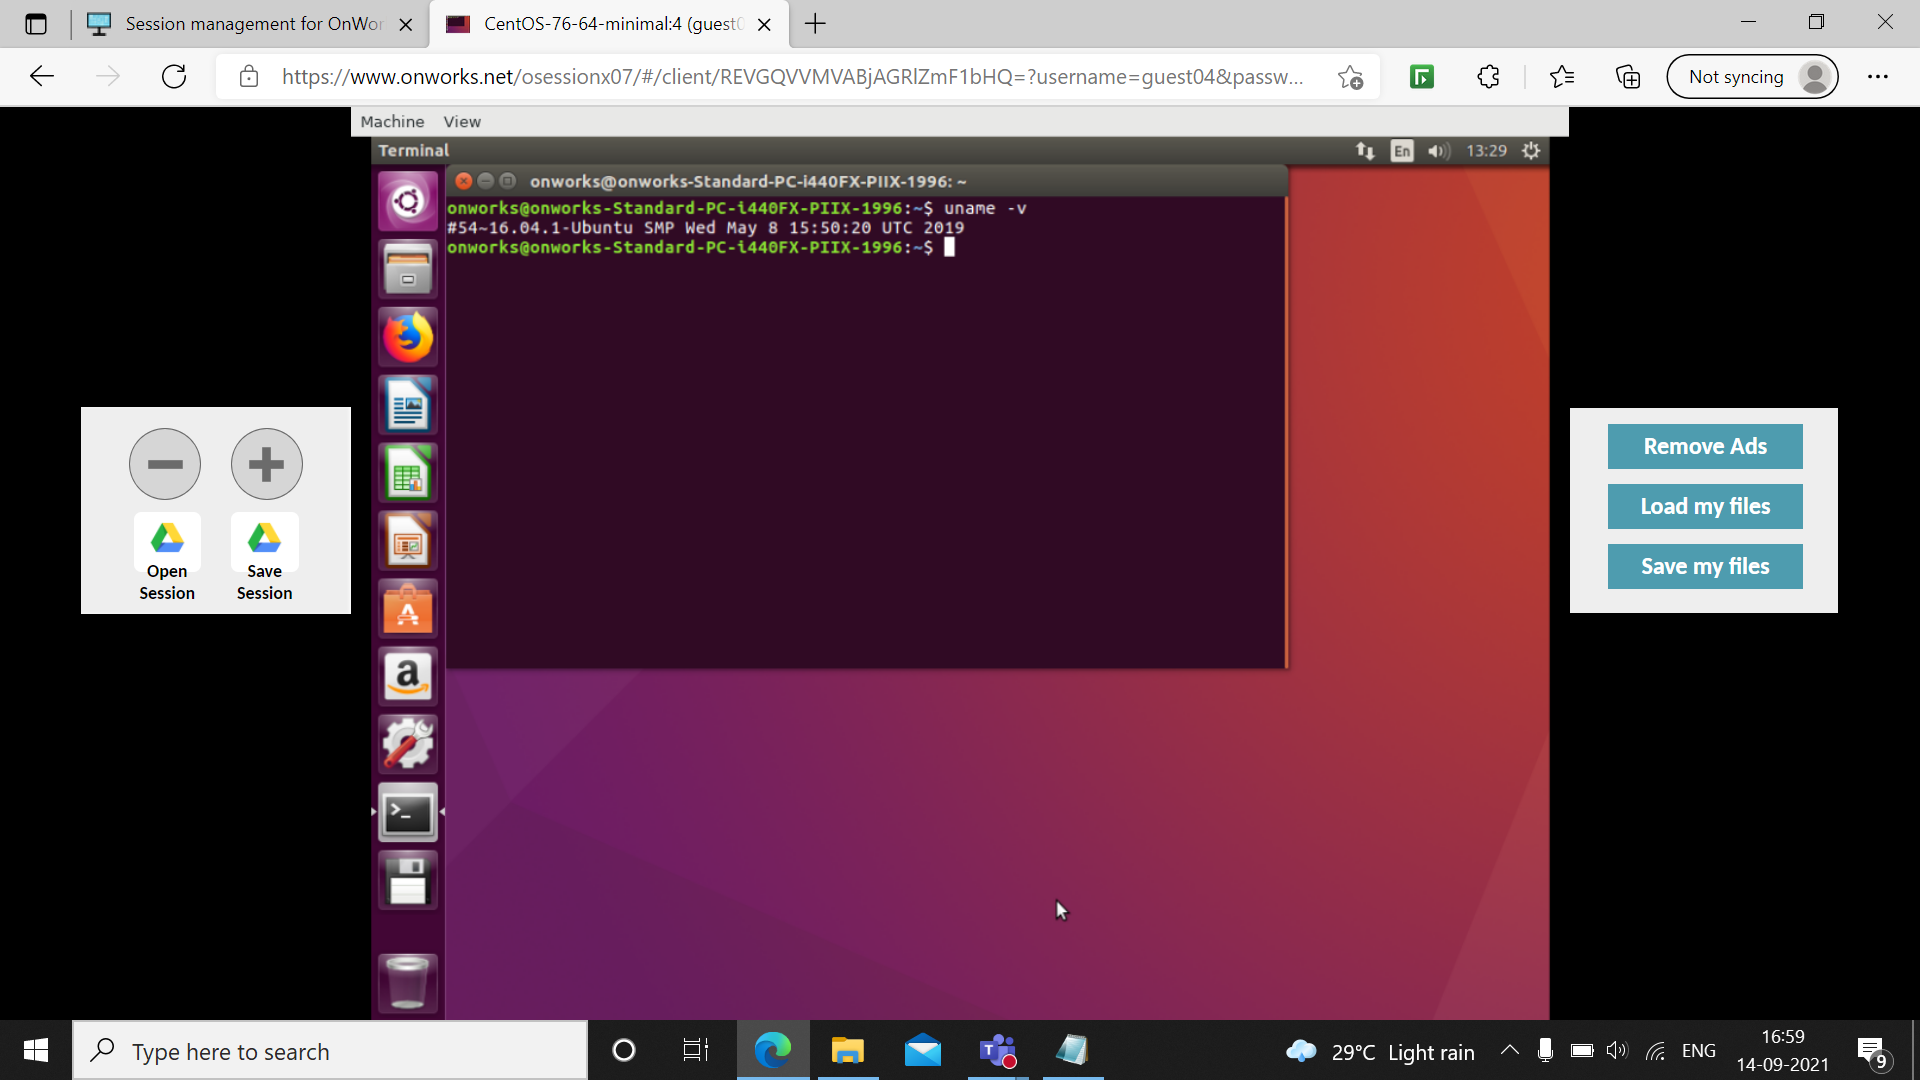 Session management for OnWor
CentOS-76-64-minimal:4 (guest0
https://www.onworks.net/osessionx07/#/client/REVGQVVMVABjAGRlZmF1bHQ=?username=guest04&passw...
Not syncing
Machine View
Terminal
En
13:29
onworks@onworks-Standard-PC-i440FX-PIIX-1996: ~
onworks@onworks-Standard-PC-i440FX-PIIX-1996:~$ uname -v
#54~16.04.1-Ubuntu SMP Wed May 8 15:50:20 UTC 2019
onworks@onworks-Standard-PC-i440FX-PIIX-1996:~$
Open
Session
Save
Session
Remove Ads
Load my files
Save my files
Type here to search
29°C Light rain
ENG
16:59
14-09-2021
9